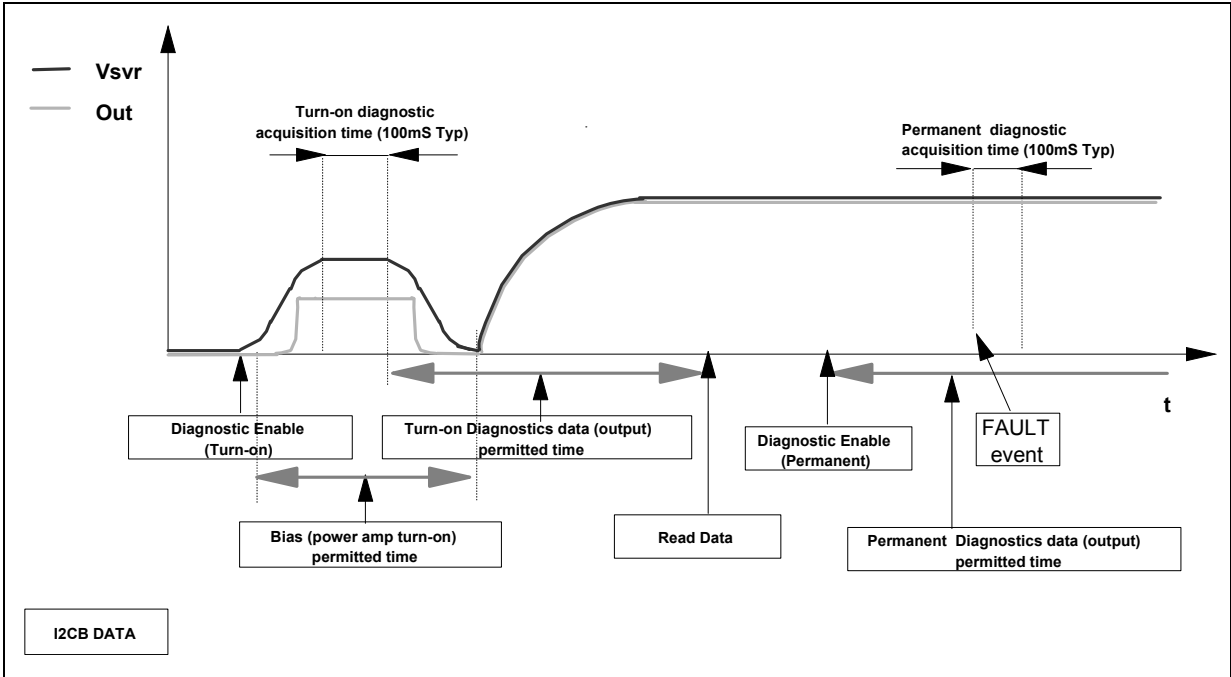 Vsvr
Out
Turn-on diagnostic
acquisition time (100mS Typ)
Permanent diagnostic
acquisition time (100mS Typ)
t
Diagnostic Enable
(Turn-on)
Turn-on Diagnostics data (output)
permitted time
Diagnostic Enable
(Permanent)
FAULT
event
Bias (power amp turn-on)
permitted time
Read Data
Permanent Diagnostics data (output)
permitted time
I2CB DATA